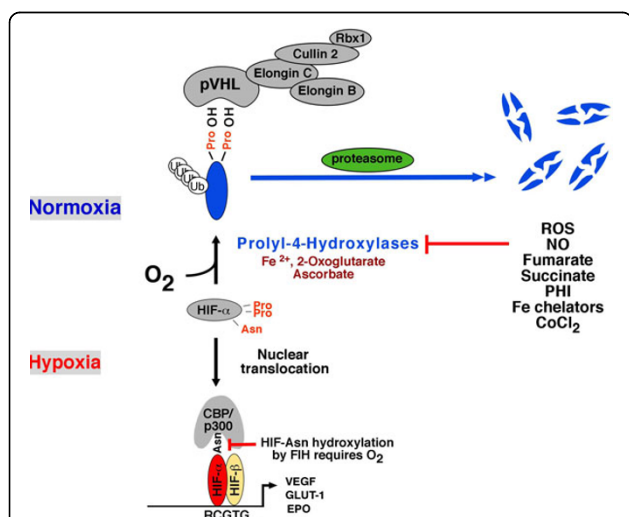 Rbx1
Cullin 2
Elongin C
pVHL
Elongin B
Pro OH
Pro OH
proteasome
Ub
Ub
Ub
Ub
Normoxia
Prolyl-4-Hydroxylases
Fe 2+, 2-Oxoglutarate
Ascorbate
O2
ROS
NO
Fumarate
Succinate
PHI
Fe chelators
CoCl2
HIF-α
Pro
Pro
Asn
Hypoxia
Nuclear
translocation
CBP/
p300
Asn
HIF-Asn hydroxylation
by FIH requires O2
HIF-α
HIF-β
VEGF
GLUT-1
EPO
RCGTG